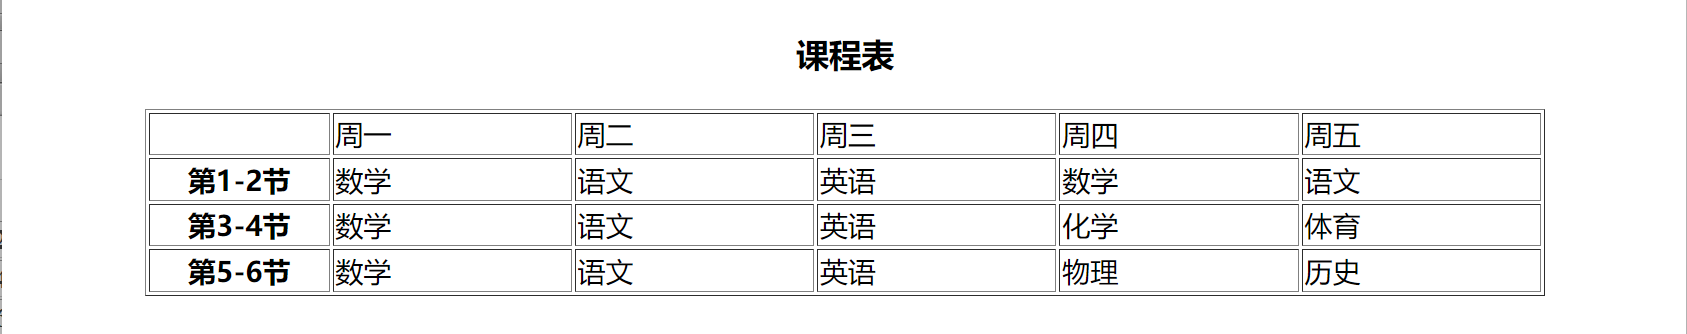 课程表
周一 周二 周三 周四 周五
第1-2节 数学 语文 英语 数学 语文
第3-4节 数学 语文 英语 化学 体育
第5-6节 数学 语文 英语 物理 历史